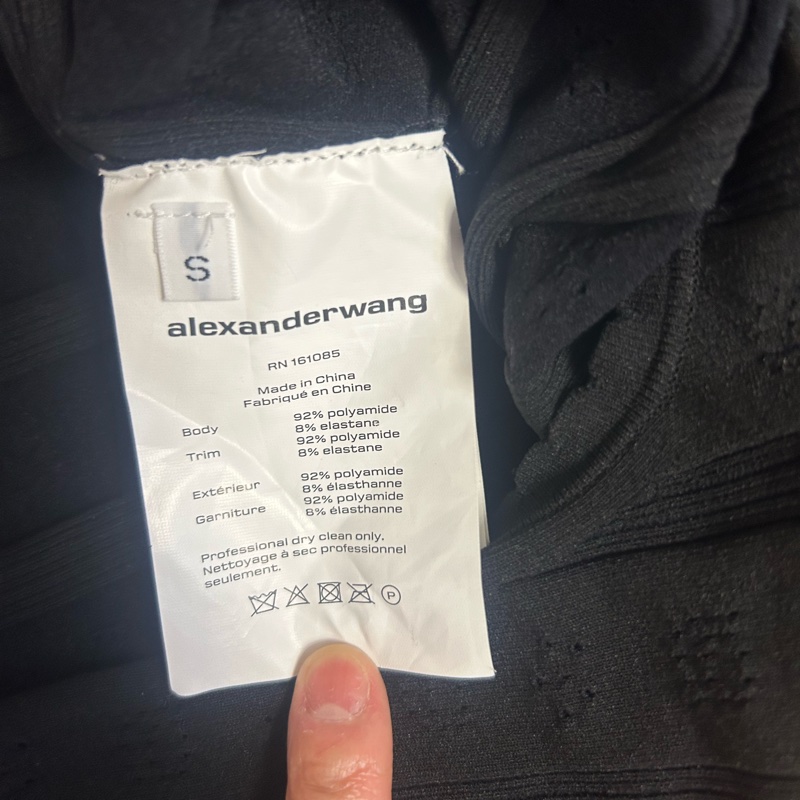 S
alexanderwang
RN 161085
Made in China
Fabriqué en Chine
Body 92% polyamide
8% elastane
Trim 92% polyamide
8% elastane
Extérieur 92% polyamide
8% élasthanne
Garniture 92% polyamide
8% élasthanne
Professional dry clean only.
Nettoyage à sec professionnel
seulement.
P